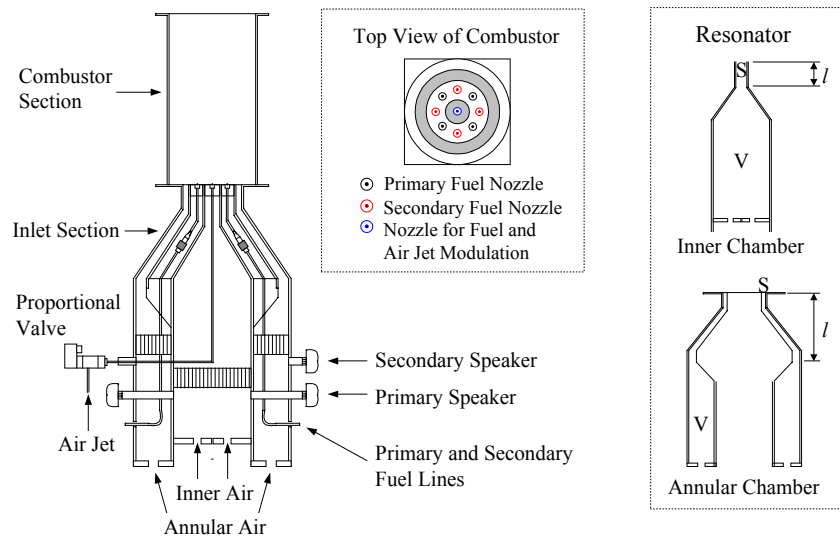 Combustor
Section
Inlet Section
Proportional
Valve
Air Jet
Inner Air
Annular Air
Secondary Speaker
Primary Speaker
Primary and Secondary
Fuel Lines
Top View of Combustor
Primary Fuel Nozzle
Secondary Fuel Nozzle
Nozzle for Fuel and
Air Jet Modulation
Resonator
S
l
V
Inner Chamber
S
l
V
Annular Chamber